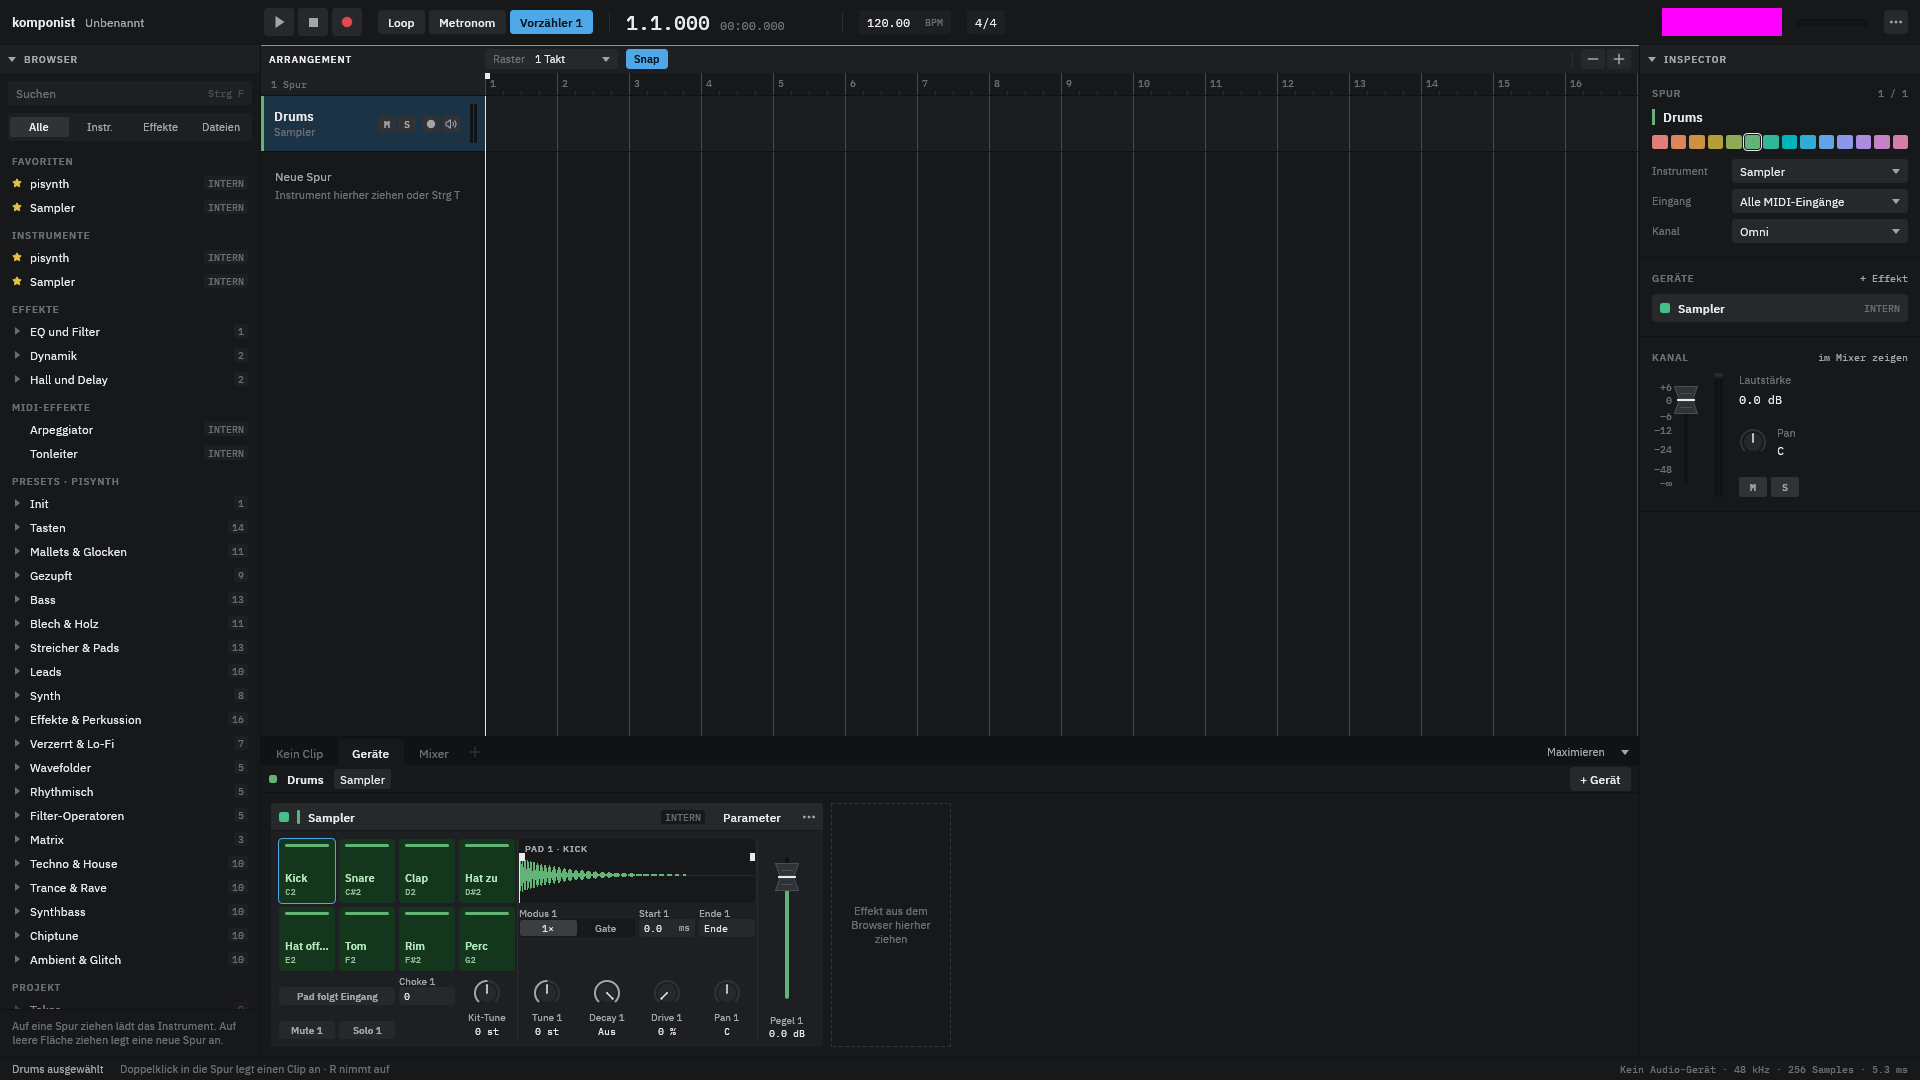 komponist Unbenannt
Loop Metronom Vorzähler 1
1.1.000 00:00.000
120.00 BPM 4/4
BROWSER
Suchen Strg F
Alle Instr. Effekte Dateien
FAVORITEN
pisynth INTERN
Sampler INTERN
INSTRUMENTE
pisynth INTERN
Sampler INTERN
EFFEKTE
EQ und Filter 1
Dynamik 2
Hall und Delay 2
MIDI-EFFEKTE
Arpeggiator INTERN
Tonleiter INTERN
PRESETS · PISYNTH
Init 1
Tasten 14
Mallets & Glocken 11
Gezupft 9
Bass 13
Blech & Holz 11
Streicher & Pads 13
Leads 10
Synth 8
Effekte & Perkussion 16
Verzerrt & Lo-Fi 7
Wavefolder 5
Rhythmisch 5
Filter-Operatoren 5
Matrix 3
Techno & House 10
Trance & Rave 10
Synthbass 10
Chiptune 10
Ambient & Glitch 10
PROJEKT
Auf eine Spur ziehen lädt das Instrument. Auf
leere Fläche ziehen legt eine neue Spur an.
ARRANGEMENT Raster 1 Takt Snap
1 Spur 1 2 3 4 5 6 7 8 9 10 11 12 13 14 15 16
Drums
Sampler
M S
Neue Spur
Instrument hierher ziehen oder Strg T
Kein Clip Geräte Mixer Maximieren
Drums Sampler + Gerät
Sampler INTERN Parameter
Kick C2
Snare C#2
Clap D2
Hat zu D#2
Hat off... E2
Tom F2
Rim F#2
Perc G2
Pad folgt Eingang
Choke 1
0
Mute 1 Solo 1
Kit-Tune
0 st
PAD 1 · KICK
Modus 1 Start 1 Ende 1
1× Gate 0.0 ms Ende
Tune 1 Decay 1 Drive 1 Pan 1
0 st Aus 0 % C
Pegel 1
0.0 dB
Effekt aus dem
Browser hierher
ziehen
INSPECTOR
SPUR 1 / 1
Drums
Instrument Sampler
Eingang Alle MIDI-Eingänge
Kanal Omni
GERÄTE + Effekt
Sampler INTERN
KANAL im Mixer zeigen
+6
0
−6
−12
−24
−48
−∞
Lautstärke
0.0 dB
Pan
C
M S
Drums ausgewählt Doppelklick in die Spur legt einen Clip an · R nimmt auf
Kein Audio-Gerät · 48 kHz · 256 Samples · 5.3 ms